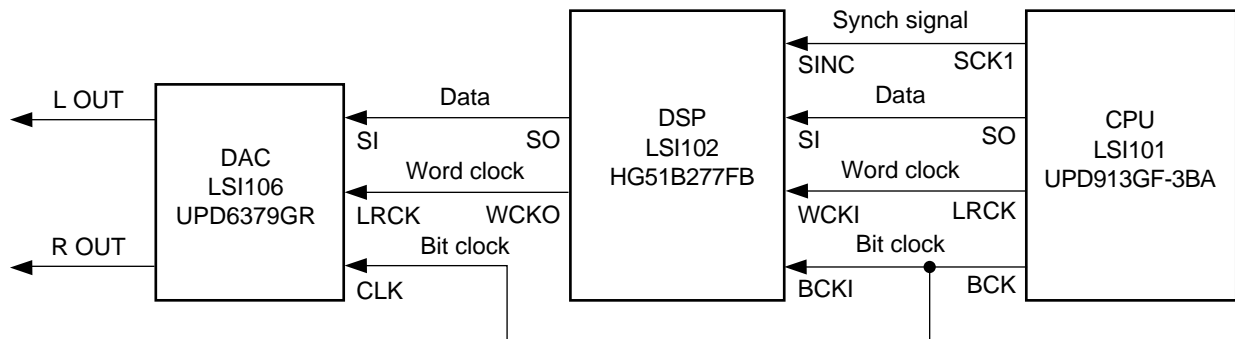 Synch signal
SINC SCK1
L OUT
Data
SI SO
Data
SI SO
DAC
LSI106
UPD6379GR
DSP
LSI102
HG51B277FB
CPU
LSI101
UPD913GF-3BA
Word clock
LRCK WCKO
Word clock
WCKI LRCK
R OUT
Bit clock
CLK
Bit clock
BCKI BCK